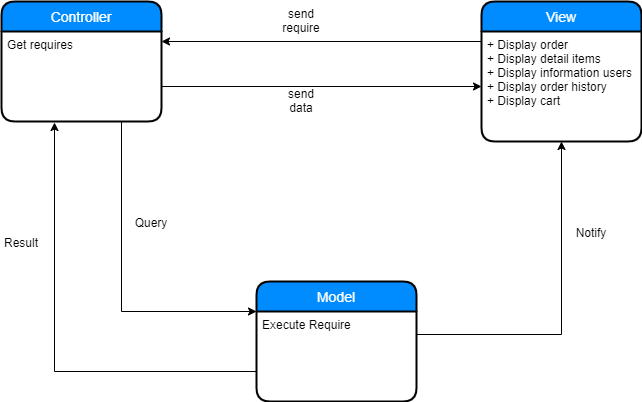 Controller
Get requires
send
require
send
data
View
+ Display order
+ Display detail items
+ Display information users
+ Display order history
+ Display cart
Result
Query
Notify
Model
Execute Require